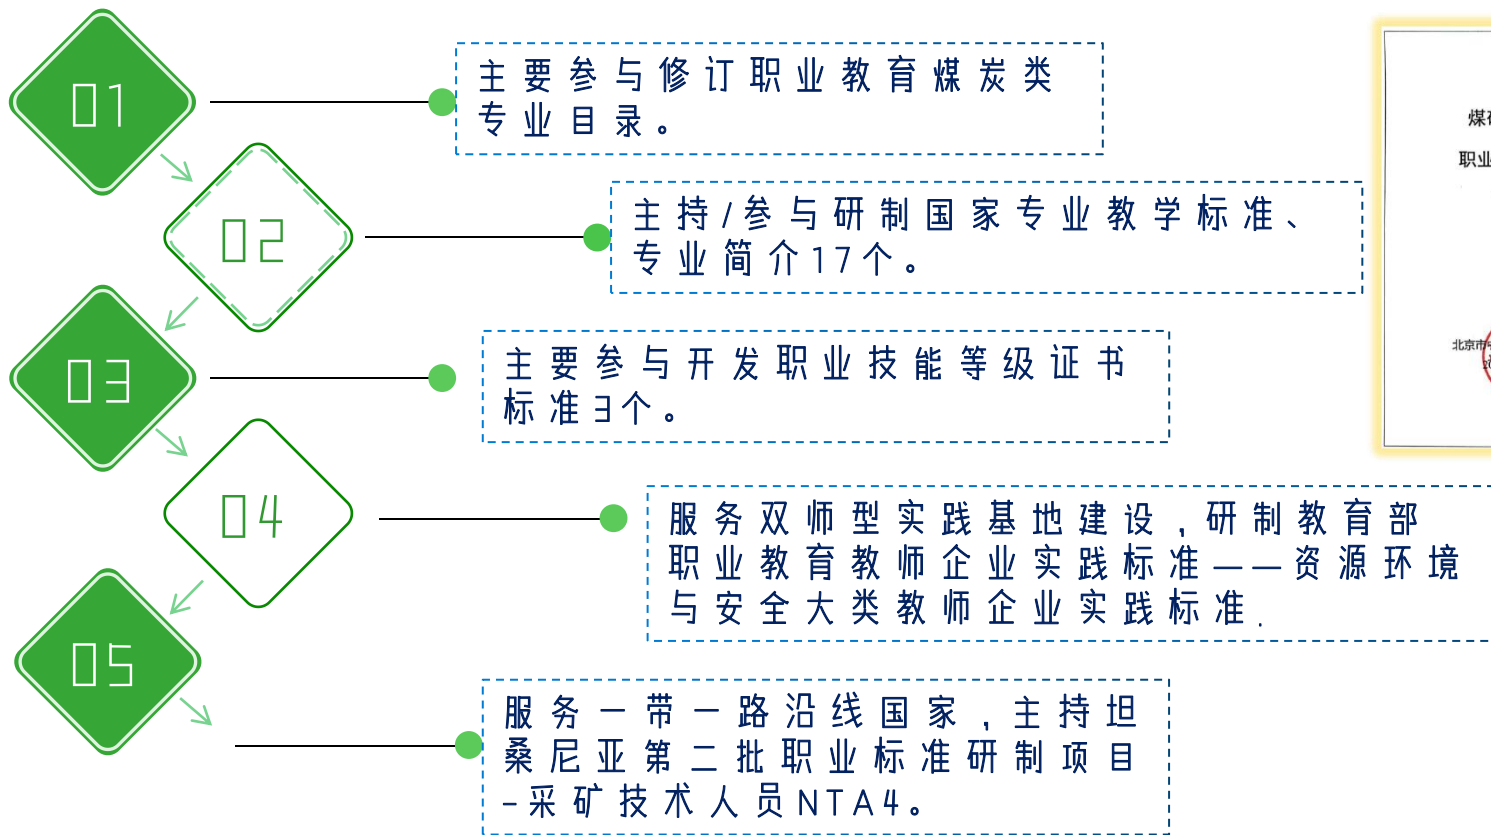 01
主要参与修订职业教育煤炭类
专业目录。
02
主持/参与研制国家专业教学标准、
专业简介17个。
03
主要参与开发职业技能等级证书
标准3个。
04
服务双师型实践基地建设,研制教育部
职业教育教师企业实践标准——资源环境
与安全大类教师企业实践标准.
05
服务一带一路沿线国家,主持坦
桑尼亚第二批职业标准研制项目
-采矿技术人员NTA4。
煤
职业
北京市